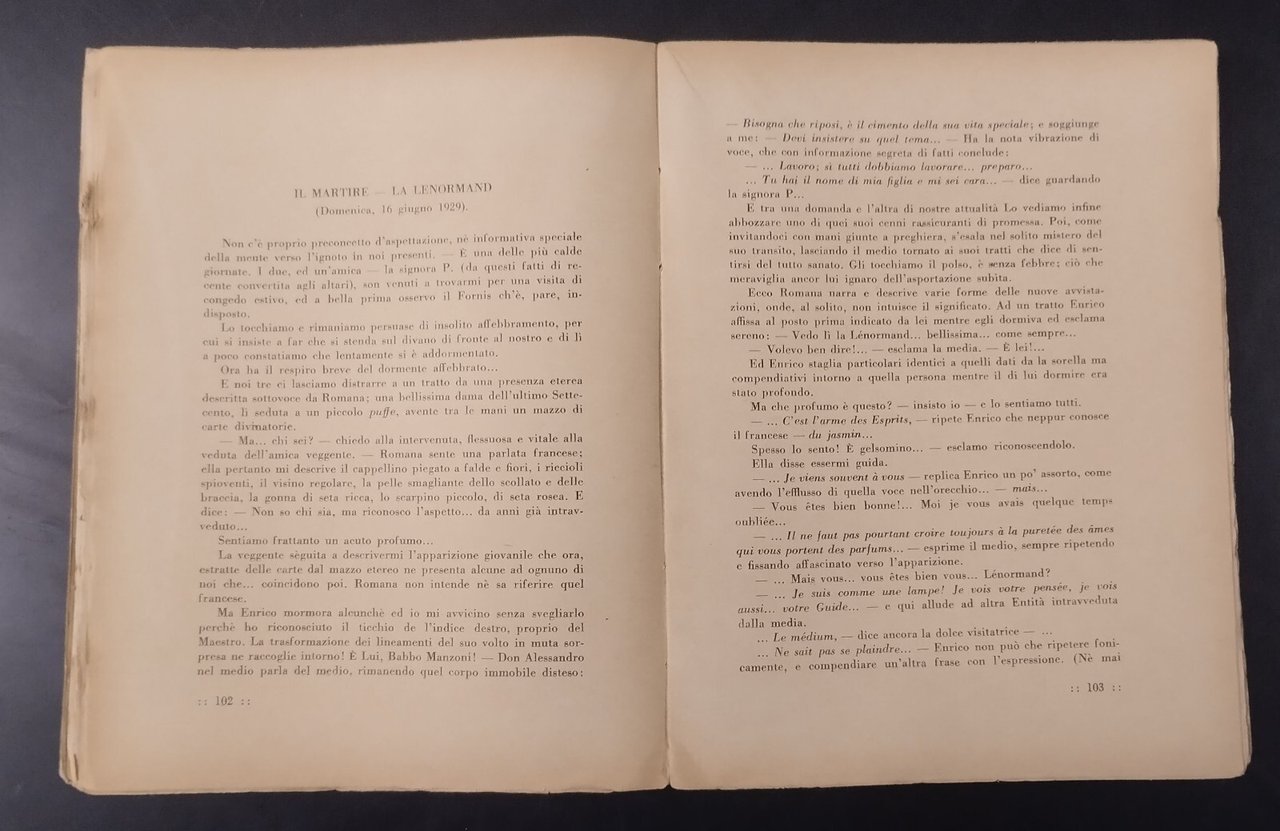 IL MARTIRE — LA LENORMAND
(Domenica, 16 giugno 1929).
Non c'è proprio preconcetto d'aspettazione, nè informativa speciale
della mente verso l'ignoto in noi presenti. — È una delle più calde
giornate. I due, ed un'amica — la signora P. (da questi fatti di re-
cente convertita agli altari), son venuti a trovarmi per una visita di
congedo estivo, ed a bella prima osservo il Fornis ch'è, pare, in-
disposto.
Lo tocchiamo e rimaniamo persuase di insolito affebbramento, per
cui si insiste a far che si stenda sul divano di fronte al nostro e di lì
a poco constatiamo che lentamente si è addormentato.
Ora ha il respiro breve del dormente affebbrato...
E noi tre ci lasciamo distrarre a un tratto da una presenza eterea
descritta sottovoce da Romana; una bellissima dama dell'ultimo Sette-
cento, lì seduta a un piccolo puffe, avente tra le mani un mazzo di
carte divinatorie.
— Ma... chi sei? — chiedo alla intervenuta, flessuosa e vitale alla
veduta dell'amica veggente. — Romana sente una parlata francese;
ella pertanto mi descrive il cappellino piegato a falde e fiori, i riccioli
spioventi, il visino regolare, la pelle smagliante dello scollato e delle
braccia, la gonna di seta ricca, lo scarpino piccolo, di seta rosea. E
dice: — Non so chi sia, ma riconosco l'aspetto... da anni già intrav-
veduto...
Sentiamo frattanto un acuto profumo...
La veggente sèguita a descrivermi l'apparizione giovanile che ora,
estratte delle carte dal mazzo etereo ne presenta alcune ad ognuno di
noi che... coincidono poi. Romana non intende nè sa riferire quel
francese.
Ma Enrico mormora alcunchè ed io mi avvicino senza svegliarlo
perchè ho riconosciuto il ticchio de l'indice destro, proprio del
Maestro. La trasformazione dei lineamenti del suo volto in muta sor-
presa ne raccoglie intorno! È Lui, Babbo Manzoni! — Don Alessandro
nel medio parla del medio, rimanendo quel corpo immobile disteso:
:: 102 ::
— Bisogna che riposi, è il cimento della sua vita speciale; e soggiunge
a me: — Devi insistere su quel tema... — Ha la nota vibrazione di
voce, che con informazione segreta di fatti conclude:
— ... Lavoro; sì tutti dobbiamo lavorare... preparo...
... Tu hai il nome di mia figlia e mi sei cara... — dice guardando
la signora P...
E tra una domanda e l'altra di nostre attualità Lo vediamo infine
abbozzare uno di quei suoi cenni rassicuranti di promessa. Poi, come
invitandoci con mani giunte a preghiera, s'esala nel solito mistero del
suo transito, lasciando il medio tornato ai suoi tratti che dice di sen-
tirsi del tutto sanato. Gli tocchiamo il polso, è senza febbre; ciò che
meraviglia ancor lui ignaro dell'asportazione subita.
Ecco Romana narra e descrive varie forme delle nuove avvista-
zioni, onde, al solito, non intuisce il significato. Ad un tratto Enrico
affissa al posto prima indicato da lei mentre egli dormiva ed esclama
sereno: — Vedo lì la Lénormand... bellissima... come sempre...
— Volevo ben dire!... — esclama la media. — È lei!...
Ed Enrico staglia particolari identici a quelli dati da la sorella ma
compendiativi intorno a quella persona mentre il di lui dormire era
stato profondo.
Ma che profumo è questo? — insisto io — e lo sentiamo tutti.
— ... C'est l'arme des Esprits, — ripete Enrico che neppur conosce
il francese — du jasmin...
Spesso lo sento! È gelsomino... — esclamo riconoscendolo.
Ella disse essermi guida.
— ... Je viens souvent à vous — replica Enrico un po' assorto, come
avendo l'efflusso di quella voce nell'orecchio... — mais...
— Vous êtes bien bonne!... Moi je vous avais quelque temps
oubliée...
— ... Il ne faut pas pourtant croire toujours à la puretée des âmes
qui vous portent des parfums... — esprime il medio, sempre ripetendo
e fissando affascinato verso l'apparizione.
— ... Mais vous... vous êtes bien vous... Lénormand?
— ... Je suis comme une lampe! Je vois votre pensée, je vois
aussi... votre Guide... — e qui allude ad altra Entità intravveduta
dalla media.
... Le médium, — dice ancora la dolce visitatrice — ...
... Ne sait pas se plaindre... — Enrico non può che ripetere foni-
camente, e compendiare un'altra frase con l'espressione. (Nè mai
:: 103 ::